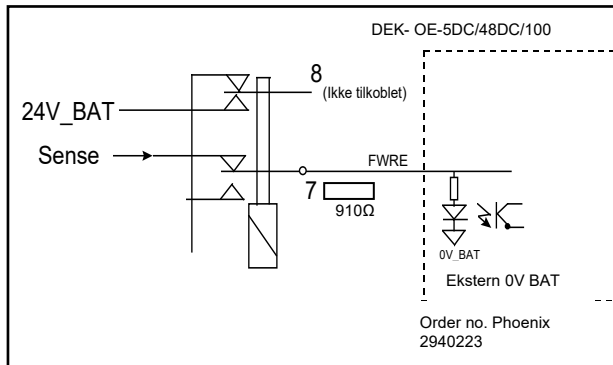 DEK- OE-5DC/48DC/100
8
(Ikke tilkoblet)
24V_BAT
Sense
FWRE
7
910Ω
0V_BAT
Ekstern 0V BAT
Order no. Phoenix
2940223